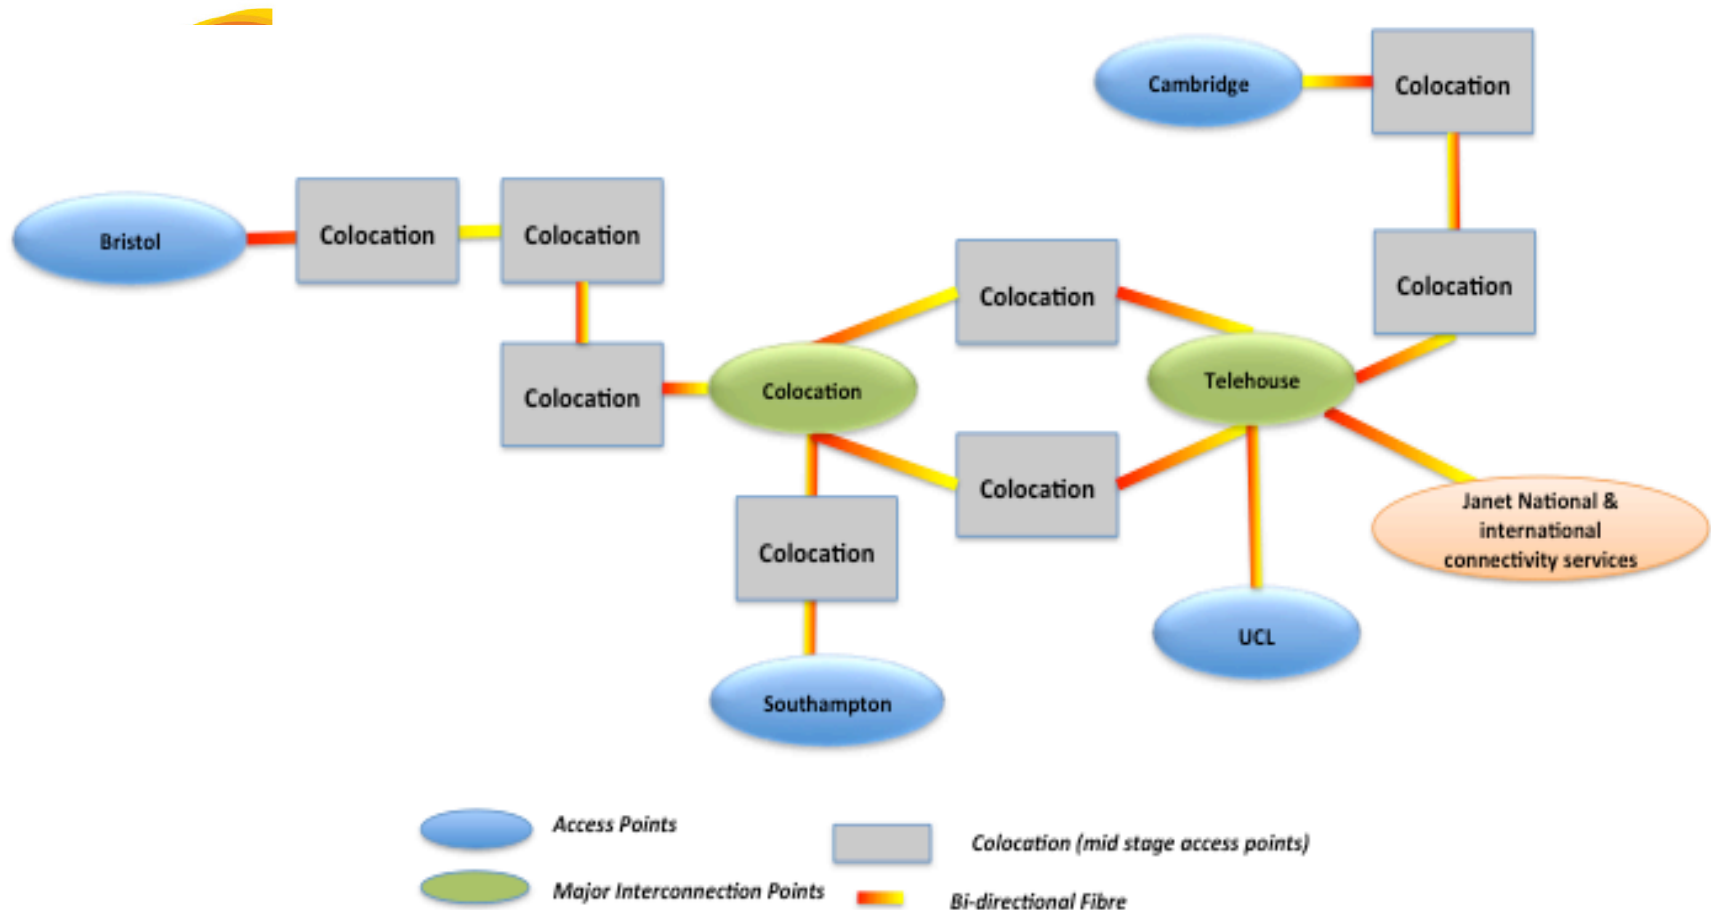 Cambridge
Colocation
Bristol
Colocation
Colocation
Colocation
Colocation
Colocation
Colocation
Telehouse
Colocation
Colocation
Janet National &
international
connectivity services
Colocation
UCL
Southampton
Access Points
Colocation (mid stage access points)
Major Interconnection Points
Bi-directional Fibre